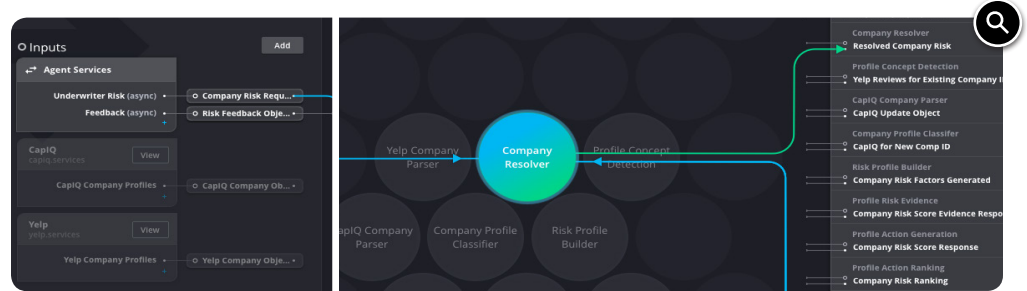 Inputs
Add
Agent Services
Underwriter Risk (async)
Company Risk Requ...
Feedback (async)
Risk Feedback Obje...
CapIQ
capiq.services
View
CapIQ Company Profiles
CapIQ Company Ob...
Yelp
yelp.services
View
Yelp Company Profiles
Yelp Company Obje...
Yelp Company
Parser
Company
Resolver
Profile Concept
Detection
apIQ Company
Parser
Company Profile
Classifier
Risk Profile
Builder
Company Resolver
Resolved Company Risk
Profile Concept Detection
Yelp Reviews for Existing Company I
CapIQ Company Parser
CapIQ Update Object
Company Profile Classifer
CapIQ for New Comp ID
Risk Profile Builder
Company Risk Factors Generated
Profile Risk Evidence
Company Risk Score Evidence Respo
Profile Action Generation
Company Risk Score Response
Profile Action Ranking
Company Risk Ranking